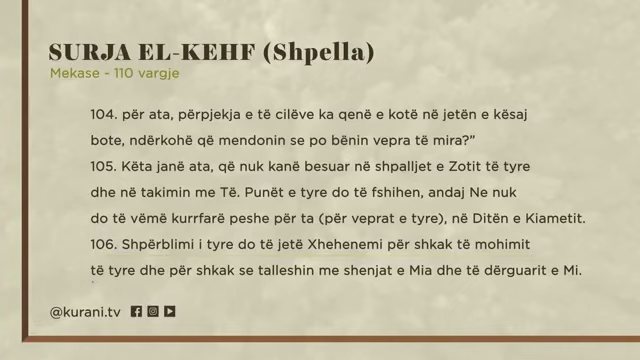 SURJA EL-KEHF (Shpella)
Mekase - 110 vargje
104. për ata, përpjekja e të cilëve ka qenë e kotë në jetën e kësaj
bote, ndërkohë që mendonin se po bënin vepra të mira?”
105. Këta janë ata, që nuk kanë besuar në shpalljet e Zotit të tyre
dhe në takimin me Të. Punët e tyre do të fshihen, andaj Ne nuk
do të vëmë kurrfarë peshe për ta (për veprat e tyre), në Ditën e Kiametit.
106. Shpërblimi i tyre do të jetë Xhehenemi për shkak të mohimit
të tyre dhe për shkak se talleshin me shenjat e Mia dhe të dërguarit e Mi.
@kurani.tv